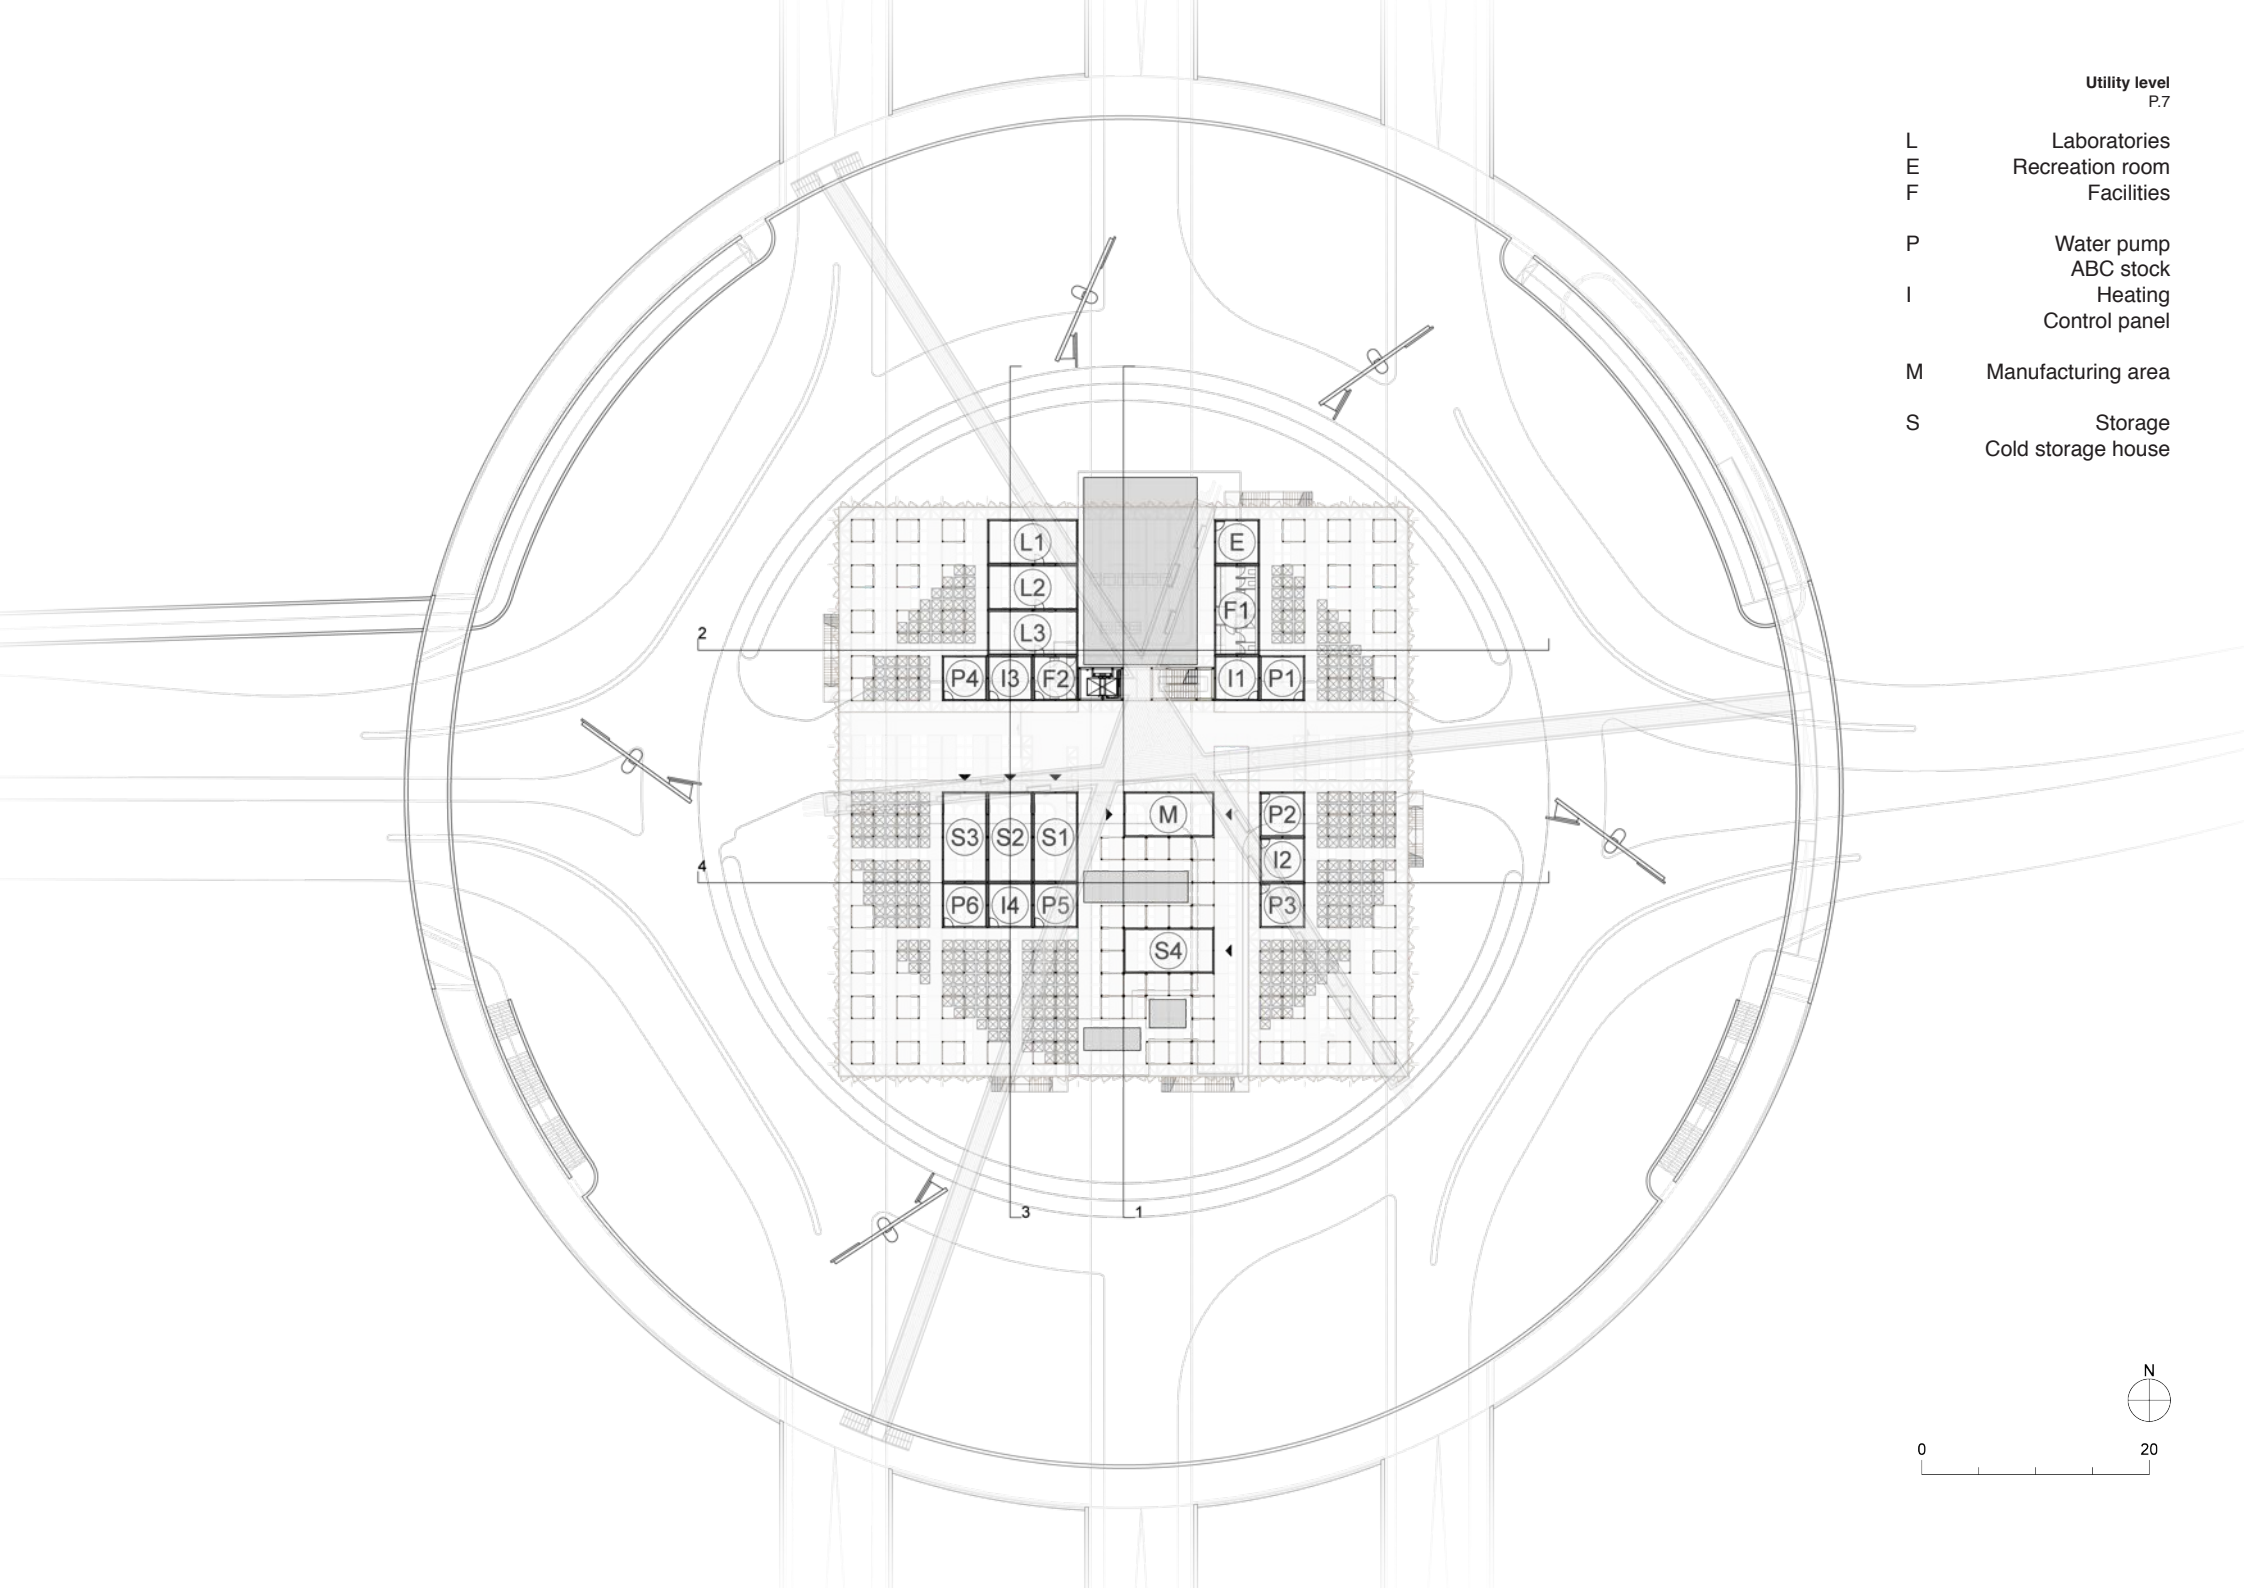 Utility level
P.7
L Laboratories
E Recreation room
F Facilities
P Water pump
ABC stock
I Heating
Control panel
M Manufacturing area
S Storage
Cold storage house
L1 E
L2
F1
L3
2
P4 I3 F2 I1 P1
M P2
S3 S2 S1
I2
4
P6 I4 P5 P3
S4
3 1
N
0 20